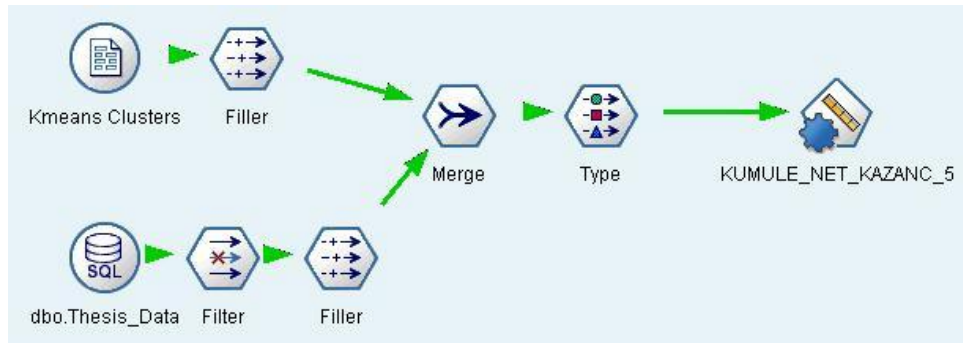 Kmeans Clusters
Filler
Merge
Type
KUMULE_NET_KAZANC_5
SQL
dbo.Thesis_Data
Filter
Filler